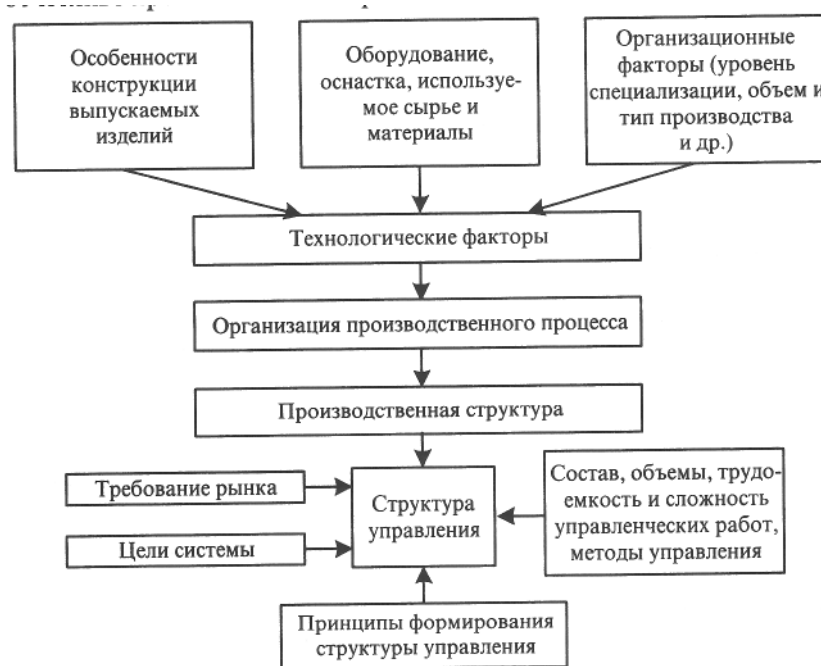 Особенности
конструкции
выпускаемых
изделий
Оборудование,
оснастка, используе-
мое сырье и
материалы
Организационные
факторы (уровень
специализации, объем и
тип производства
и др.)
Технологические факторы
Организация производственного процесса
Производственная структура
Требование рынка
Цели системы
Структура
управления
Состав, объемы, трудо-
емкость и сложность
управленческих работ,
методы управления
Принципы формирования
структуры управления